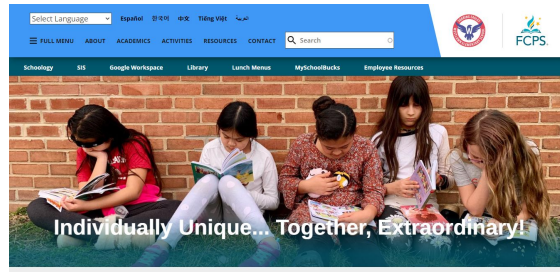 Select Language
Español 한국어 中文 Tiếng Việt العربية
FULL MENU ABOUT ACADEMICS ACTIVITIES RESOURCES CONTACT
Search
FCPS
Schoology SIS Google Workspace Library Lunch Menus MySchoolBucks Employee Resources
Individually Unique... Together, Extraordinary!